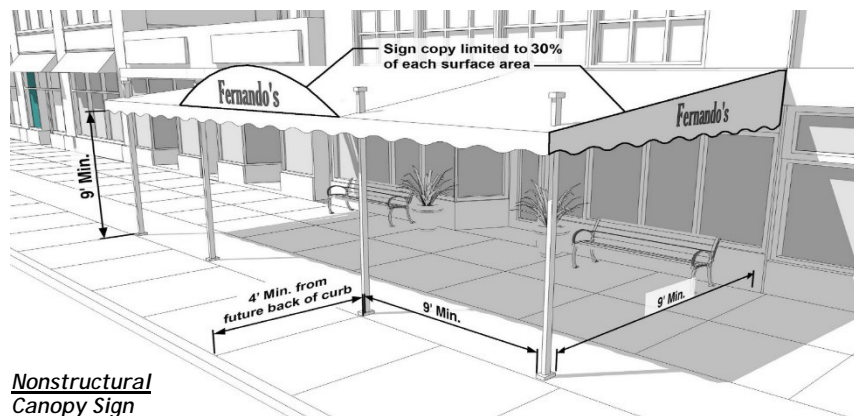 Sign copy limited to 30%
of each surface area
Fernando's
Fernando's
9' Min.
4' Min. from
future back of curb
9' Min.
9' Min.
Nonstructural
Canopy Sign